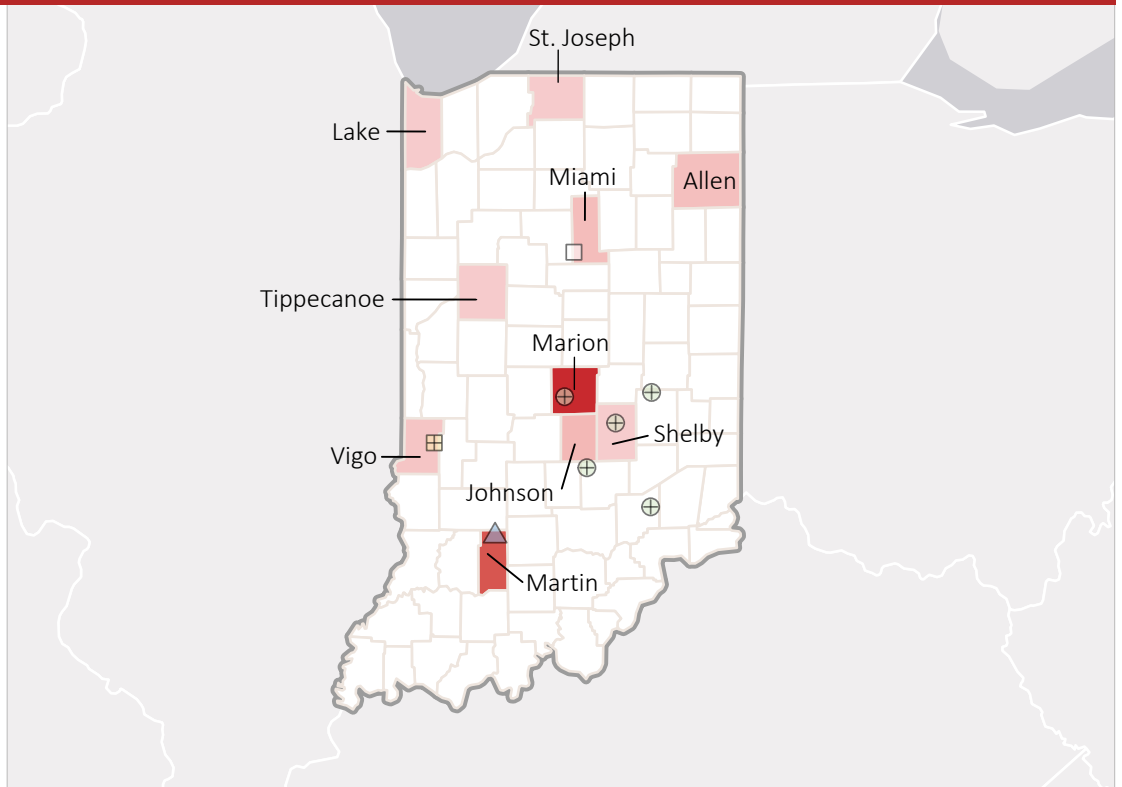 St. Joseph
Lake
Miami
Allen
Tippecanoe
Marion
Shelby
Vigo
Johnson
Martin